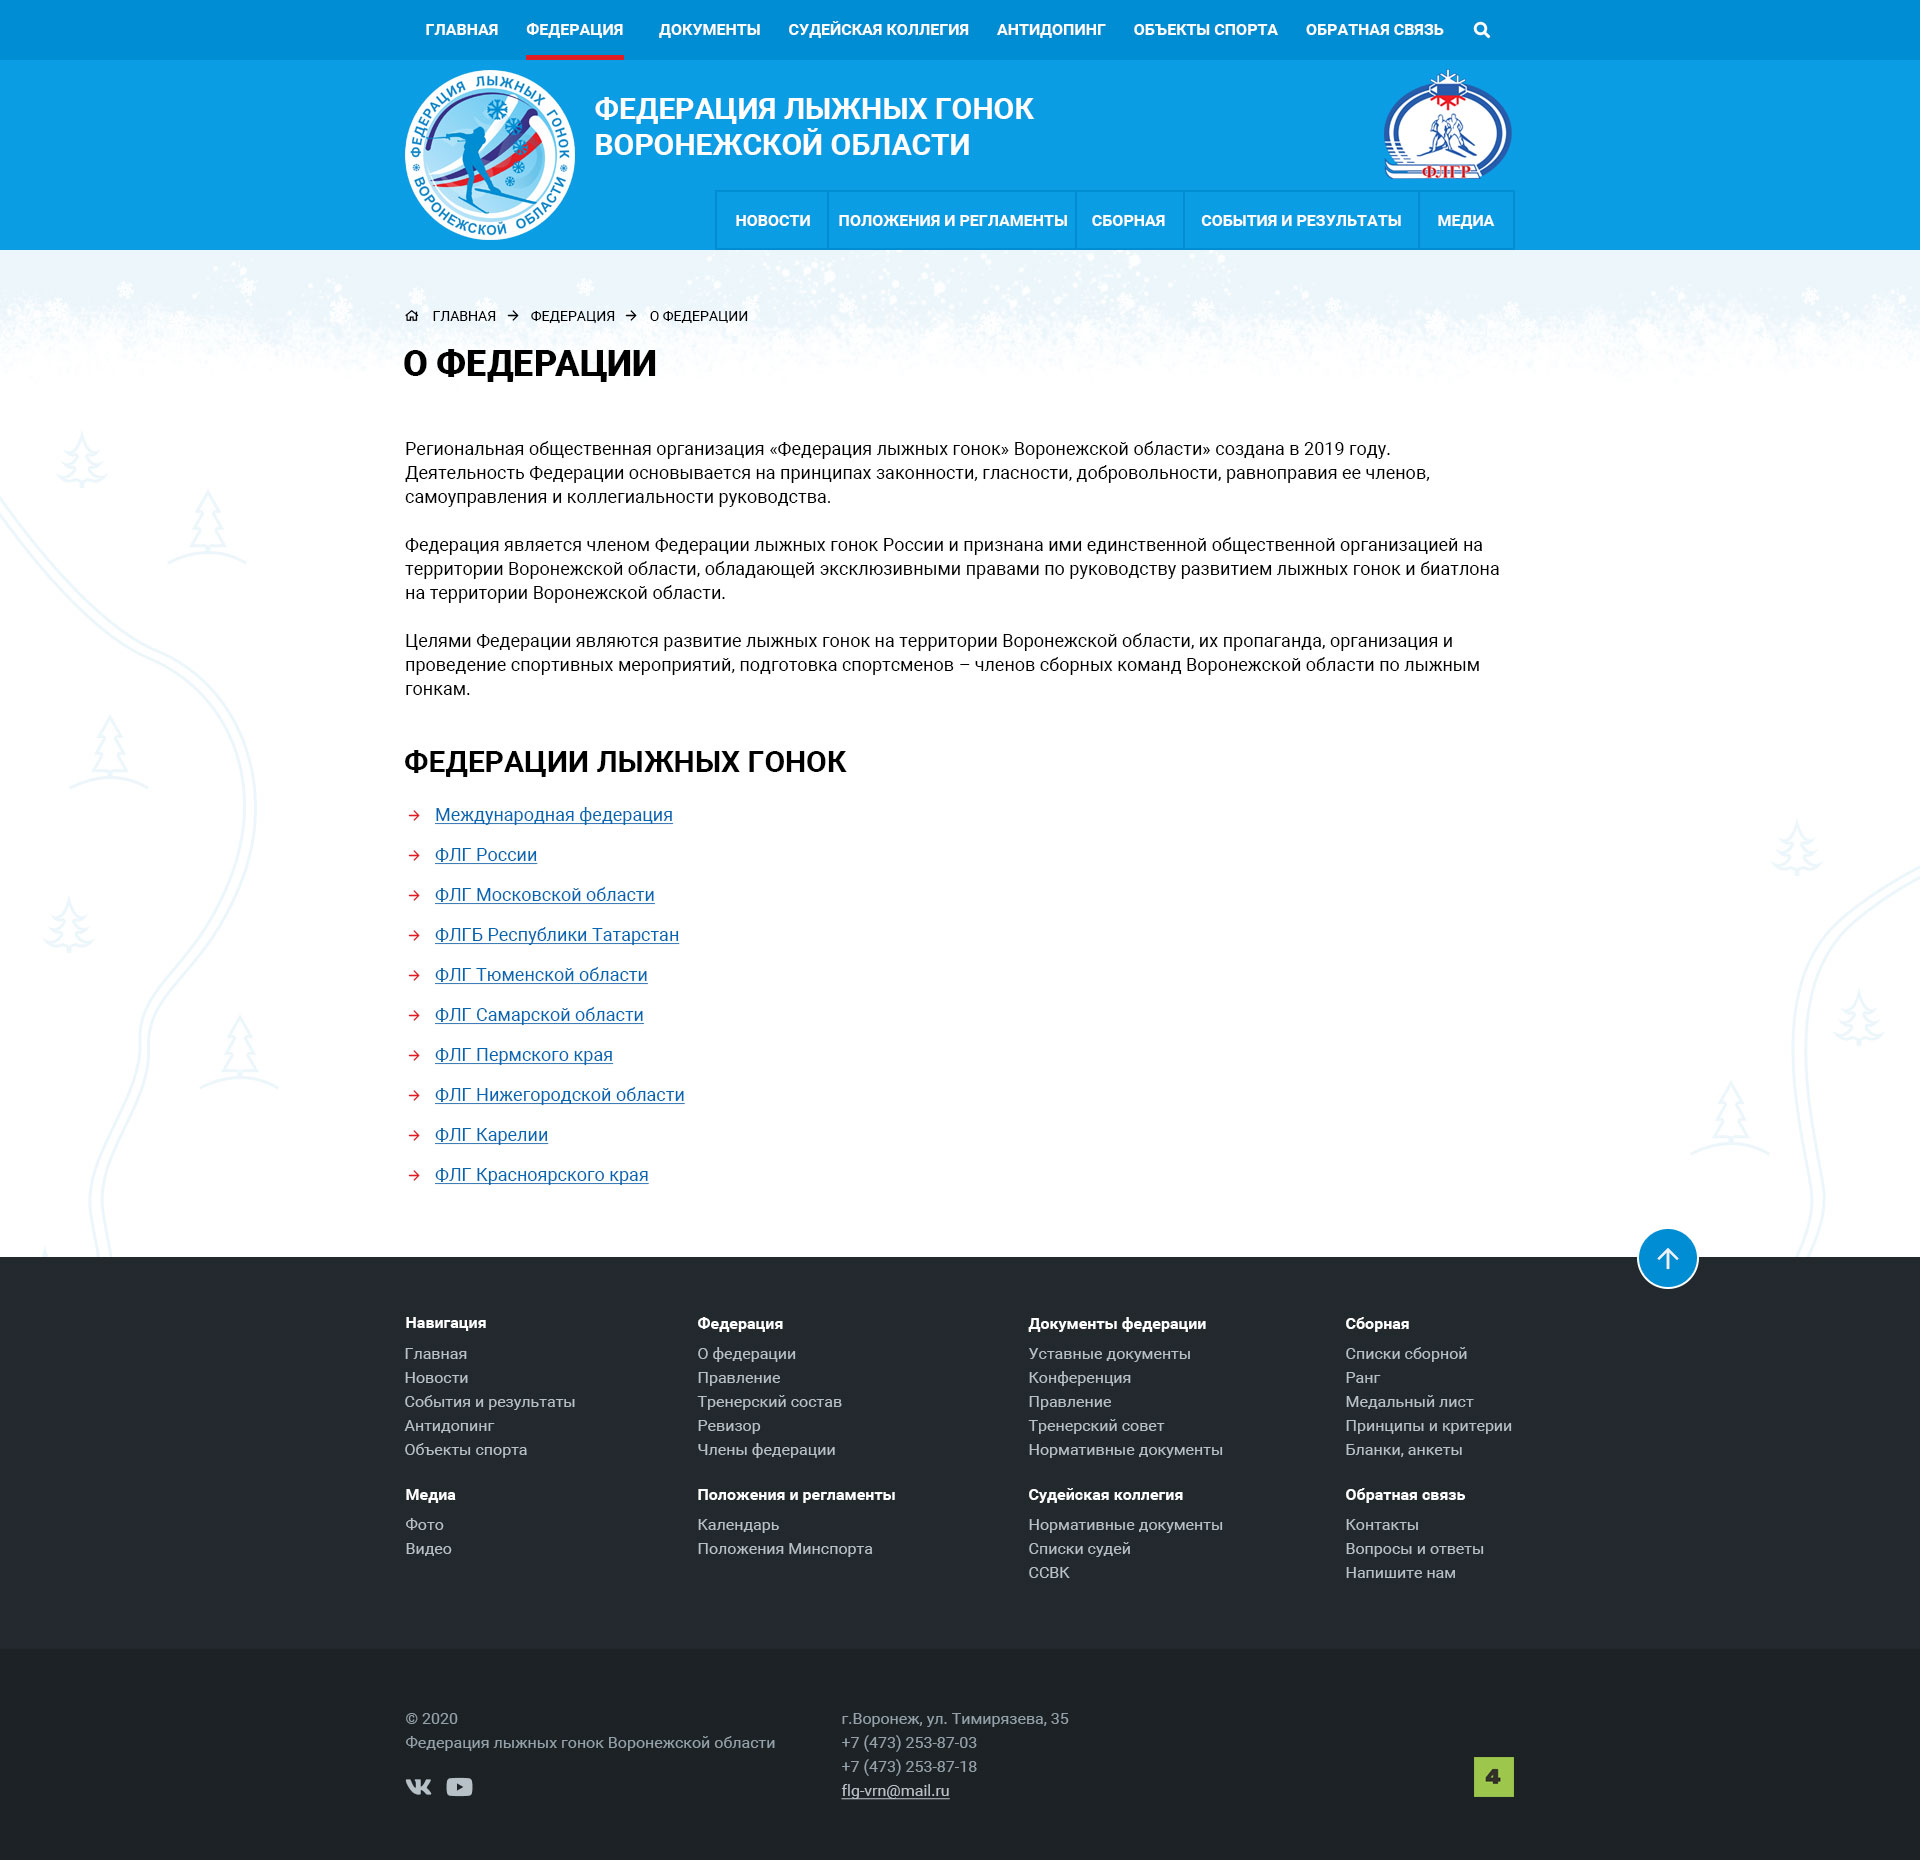 ГЛАВНАЯ ФЕДЕРАЦИЯ ДОКУМЕНТЫ СУДЕЙСКАЯ КОЛЛЕГИЯ АНТИДОПИНГ ОБЪЕКТЫ СПОРТА ОБРАТНАЯ СВЯЗЬ
ФЕДЕРАЦИЯ ЛЫЖНЫХ ГОНОК
ВОРОНЕЖСКОЙ ОБЛАСТИ
ФЕДЕРАЦИЯ ЛЫЖНЫХ ГОНОК
ВОРОНЕЖСКОЙ ОБЛАСТИ
ФЛГР
НОВОСТИ ПОЛОЖЕНИЯ И РЕГЛАМЕНТЫ СБОРНАЯ СОБЫТИЯ И РЕЗУЛЬТАТЫ МЕДИА
ГЛАВНАЯ → ФЕДЕРАЦИЯ → О ФЕДЕРАЦИИ
О ФЕДЕРАЦИИ
Региональная общественная организация «Федерация лыжных гонок» Воронежской области» создана в 2019 году.
Деятельность Федерации основывается на принципах законности, гласности, добровольности, равноправия ее членов,
самоуправления и коллегиальности руководства.
Федерация является членом Федерации лыжных гонок России и признана ими единственной общественной организацией на
территории Воронежской области, обладающей эксклюзивными правами по руководству развитием лыжных гонок и биатлона
на территории Воронежской области.
Целями Федерации являются развитие лыжных гонок на территории Воронежской области, их пропаганда, организация и
проведение спортивных мероприятий, подготовка спортсменов – членов сборных команд Воронежской области по лыжным
гонкам.
ФЕДЕРАЦИИ ЛЫЖНЫХ ГОНОК
→ Международная федерация
→ ФЛГ России
→ ФЛГ Московской области
→ ФЛГБ Республики Татарстан
→ ФЛГ Тюменской области
→ ФЛГ Самарской области
→ ФЛГ Пермского края
→ ФЛГ Нижегородской области
→ ФЛГ Карелии
→ ФЛГ Красноярского края
Навигация
Главная
Новости
События и результаты
Антидопинг
Объекты спорта
Федерация
О федерации
Правление
Тренерский состав
Ревизор
Члены федерации
Документы федерации
Уставные документы
Конференция
Правление
Тренерский совет
Нормативные документы
Сборная
Списки сборной
Ранг
Медальный лист
Принципы и критерии
Бланки, анкеты
Медиа
Фото
Видео
Положения и регламенты
Календарь
Положения Минспорта
Судейская коллегия
Нормативные документы
Списки судей
ССВК
Обратная связь
Контакты
Вопросы и ответы
Напишите нам
© 2020
Федерация лыжных гонок Воронежской области
г.Воронеж, ул. Тимирязева, 35
+7 (473) 253-87-03
+7 (473) 253-87-18
flg-vrn@mail.ru
4